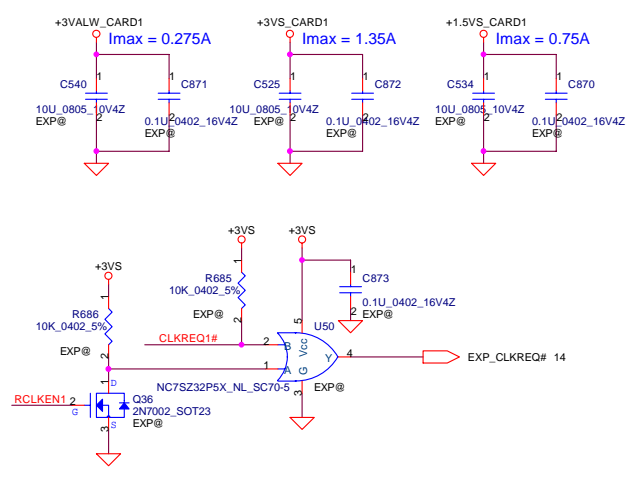 +3VALW_CARD1
Imax = 0.275A
1
1
C540
C871
10U_0805_10V4Z
2
2
EXP@
0.1U_0402_16V4Z
EXP@
+3VS_CARD1
Imax = 1.35A
1
1
C525
C872
10U_0805_10V4Z
2
2
EXP@
0.1U_0402_16V4Z
EXP@
+1.5VS_CARD1
Imax = 0.75A
1
1
C534
C870
10U_0805_10V4Z
2
2
EXP@
0.1U_0402_16V4Z
EXP@
+3VS
+3VS
+3VS
1
R686
10K_0402_5%
EXP@
2
1
R685
10K_0402_5%
EXP@
2
1
C873
0.1U_0402_16V4Z
2
EXP@
CLKREQ1#
2
1
5
U50
B
Vcc
A
G
Y
4
3
EXP_CLKREQ# 14
NC7SZ32P5X_NL_SC70-5
EXP@
RCLKEN1
2
G
1
D
Q36
2N7002_SOT23
EXP@
3
S